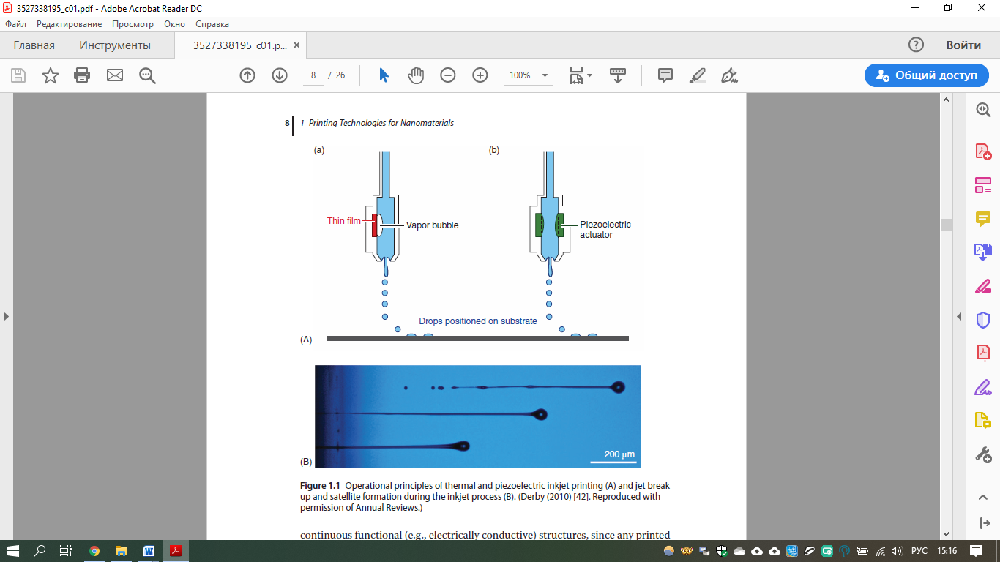 3527338195_c01.pdf - Adobe Acrobat Reader DC
Файл Редактирование Просмотр Окно Справка
Главная Инструменты 3527338195_c01.p... ×
8 / 26 100% Общий доступ
? Войти
8 1 Printing Technologies for Nanomaterials
(a) (b)
Thin film
Vapor bubble
Piezoelectric
actuator
Drops positioned on substrate
(A)
200 µm
(B)
Figure 1.1 Operational principles of thermal and piezoelectric inkjet printing (A) and jet break
up and satellite formation during the inkjet process (B). (Derby (2010) [42]. Reproduced with
permission of Annual Reviews.)
continuous functional (e.g., electrically conductive) structures, since any printed
РУС 15:16